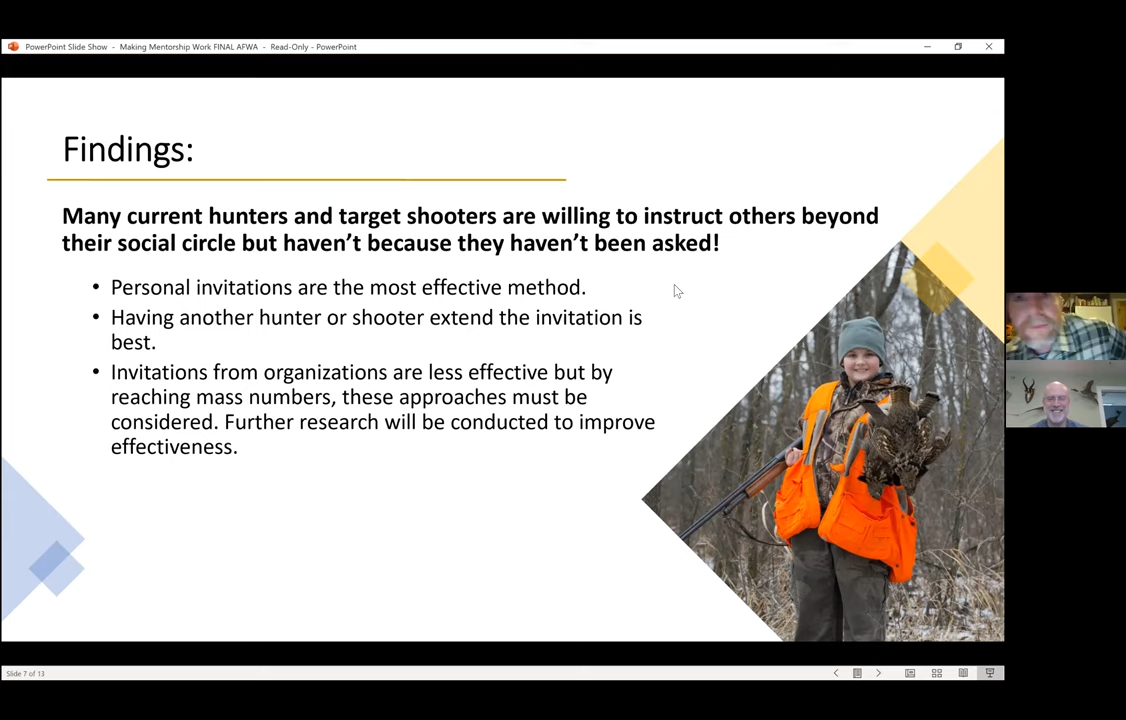 PowerPoint Slide Show - Making Mentorship Work FINAL AFWA - Read-Only - PowerPoint
Findings:
Many current hunters and target shooters are willing to instruct others beyond
their social circle but haven’t because they haven’t been asked!
• Personal invitations are the most effective method.
• Having another hunter or shooter extend the invitation is
best.
• Invitations from organizations are less effective but by
reaching mass numbers, these approaches must be
considered. Further research will be conducted to improve
effectiveness.
Slide 7 of 13